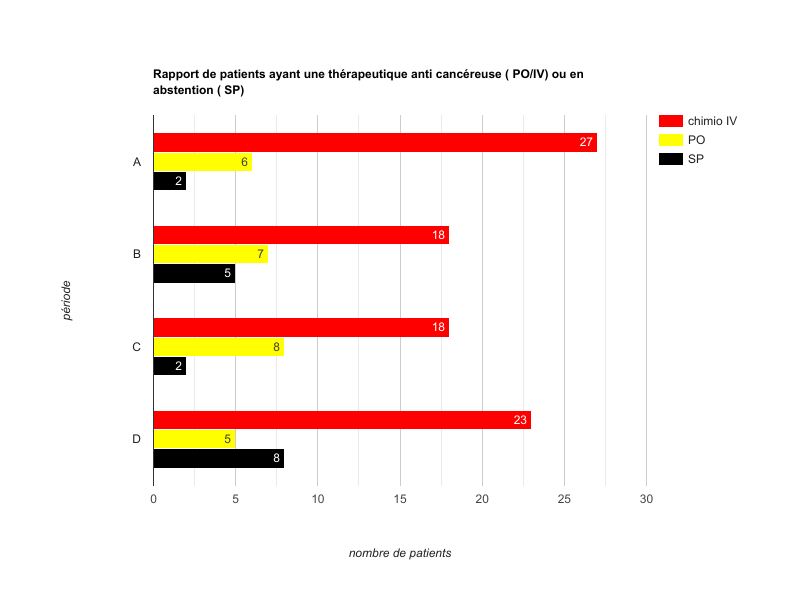 Rapport de patients ayant une thérapeutique anti cancéreuse ( PO/IV) ou en
abstention ( SP)
chimio IV
PO
SP
A
27
6
2
B
18
7
5
C
18
8
2
D
23
5
8
période
0 5 10 15 20 25 30
nombre de patients